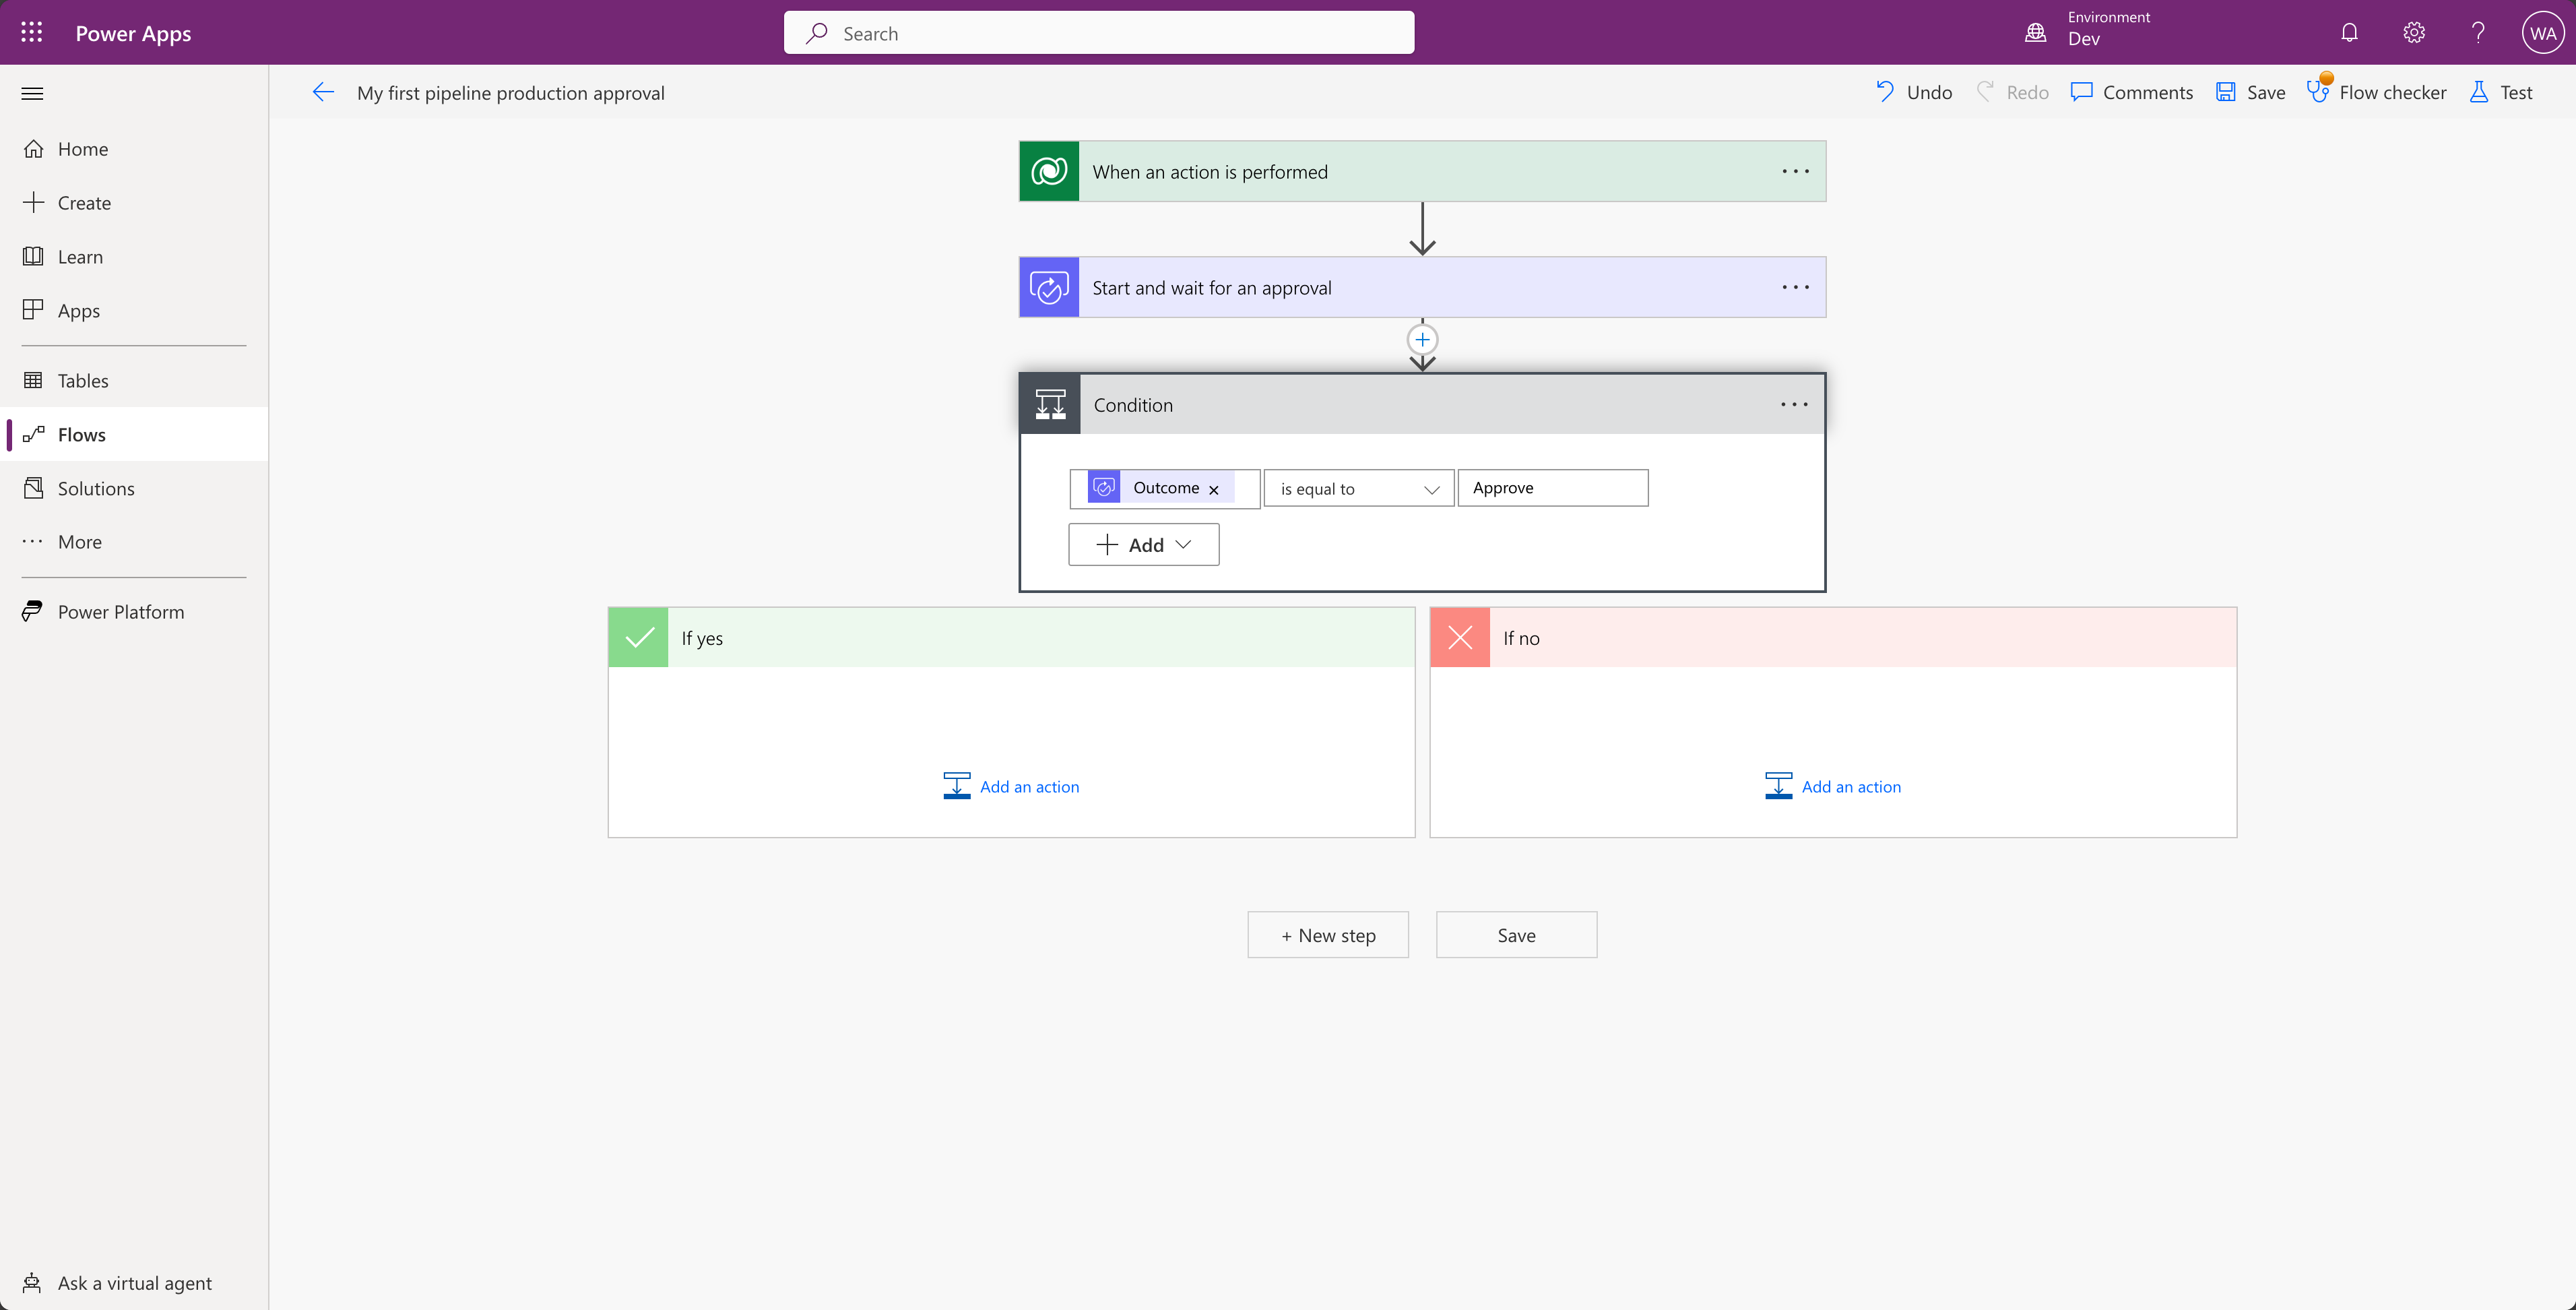 Power Apps
Search
Environment
Dev
WA
My first pipeline production approval
Undo
Redo
Comments
Save
Flow checker
Test
Home
Create
Learn
Apps
Tables
Flows
Solutions
More
Power Platform
Ask a virtual agent
When an action is performed
Start and wait for an approval
Condition
Outcome
is equal to
Approve
Add
If yes
Add an action
If no
Add an action
+ New step
Save